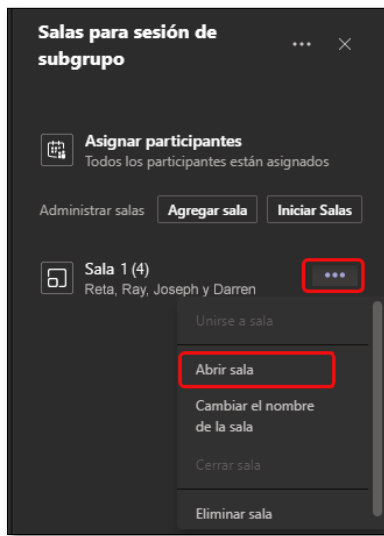 Salas para sesión de
subgrupo
Asignar participantes
Todos los participantes están asignados
Administrar salas Agregar sala Iniciar Salas
Sala 1 (4)
Reta, Ray, Joseph y Darren
Unirse a sala
Abrir sala
Cambiar el nombre
de la sala
Cerrar sala
Eliminar sala